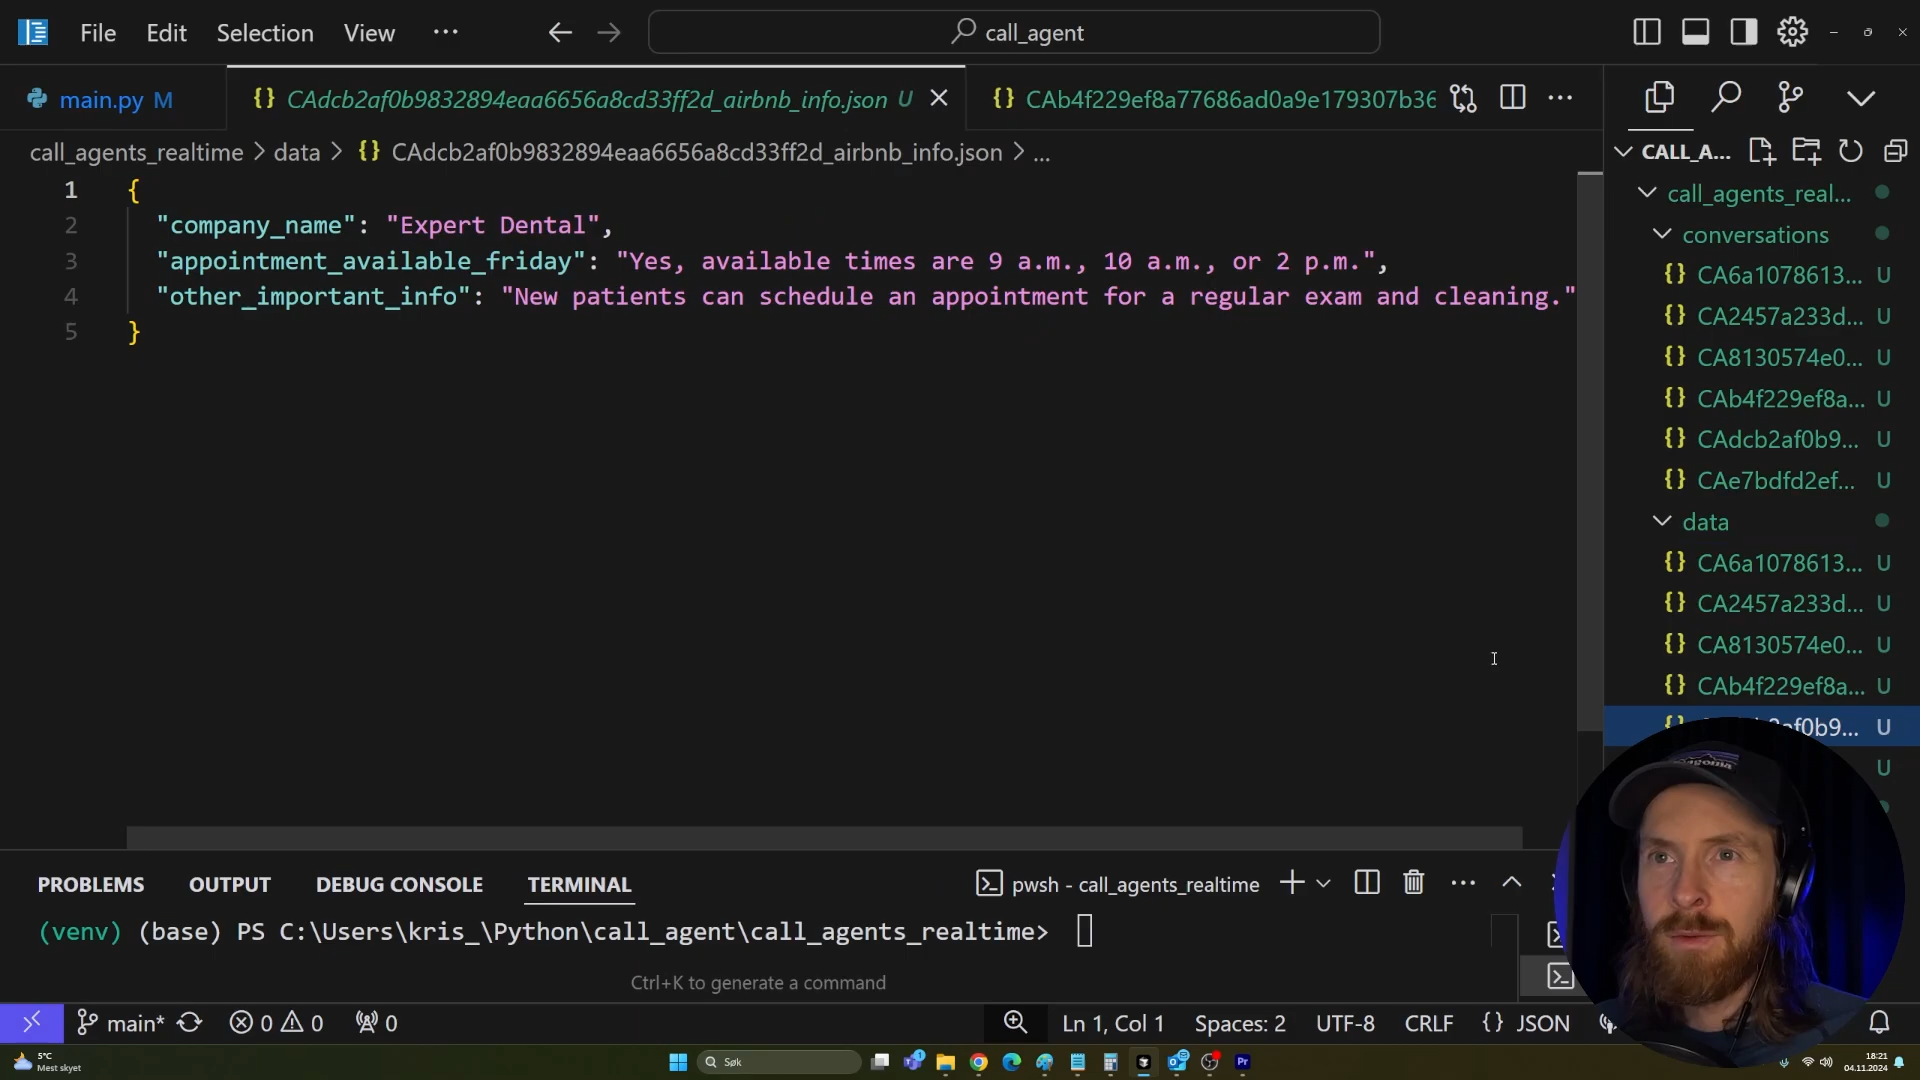 File Edit Selection View ... call_agent
main.py M CAdcb2af0b9832894eaa6656a8cd33ff2d_airbnb_info.json U CAb4f229ef8a77686ad0a9e179307b36
call_agents_realtime > data > {} CAdcb2af0b9832894eaa6656a8cd33ff2d_airbnb_info.json > ...
1 {
2 "company_name": "Expert Dental",
3 "appointment_available_friday": "Yes, available times are 9 a.m., 10 a.m., or 2 p.m.",
4 "other_important_info": "New patients can schedule an appointment for a regular exam and cleaning."
5 }
CALL_A...
call_agents_real...
conversations
{} CA6a1078613... U
{} CA2457a233d... U
{} CA8130574e0... U
{} CAb4f229ef8a... U
{} CAdcb2af0b9... U
{} CAe7bdfd2ef... U
data
{} CA6a1078613... U
{} CA2457a233d... U
{} CA8130574e0... U
{} CAb4f229ef8a... U
U
U
PROBLEMS OUTPUT DEBUG CONSOLE TERMINAL pwsh - call_agents_realtime
(venv) (base) PS C:\Users\kris_\Python\call_agent\call_agents_realtime>
Ctrl+K to generate a command
main* 0 0 0 Ln 1, Col 1 Spaces: 2 UTF-8 CRLF {} JSON
5°C
Mest skyet
Søk
18:21
04.11.2024